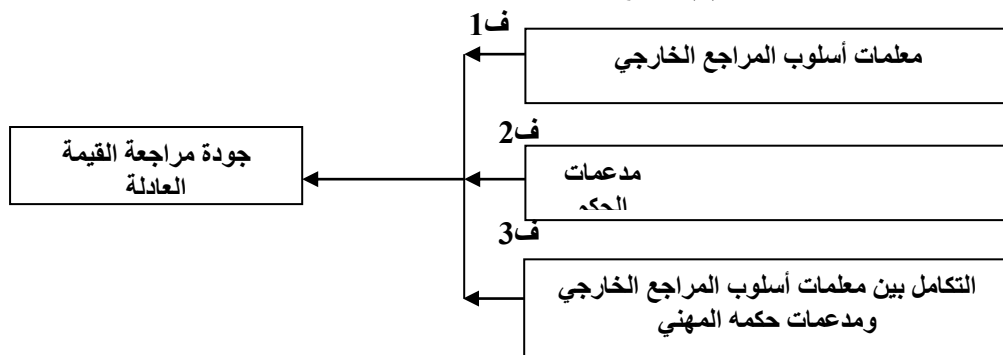 ف1
معلمات أسلوب المراجع الخارجي
ف2
مدعمات
الحكم
جودة مراجعة القيمة
العادلة
ف3
التكامل بين معلمات أسلوب المراجع الخارجي
ومدعمات حكمه المهني